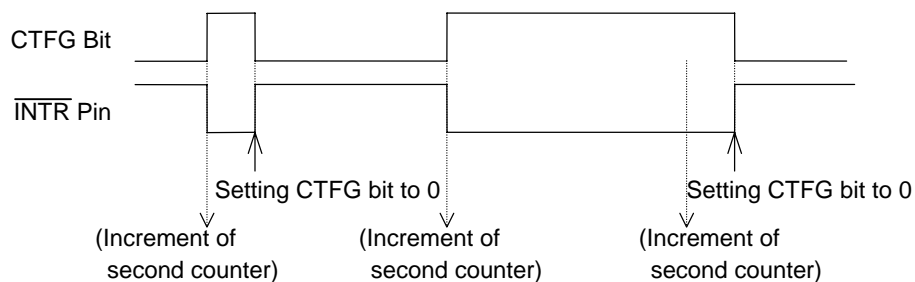 CTFG Bit
INTR Pin
Setting CTFG bit to 0 Setting CTFG bit to 0
(Increment of (Increment of (Increment of
second counter) second counter) second counter)